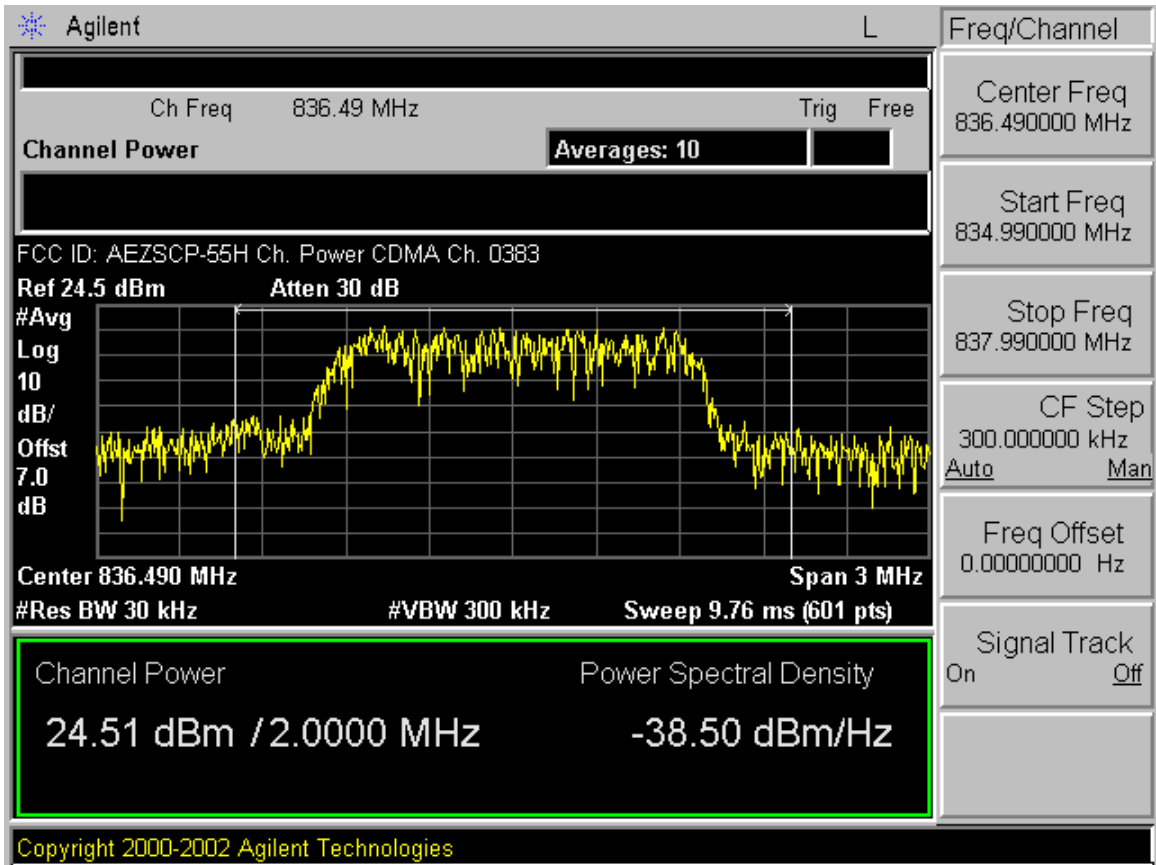 Agilent L
Freq/Channel
Ch Freq 836.49 MHz Trig Free
Channel Power Averages: 10
FCC ID: AEZSCP-55H Ch. Power CDMA Ch. 0383
Ref 24.5 dBm Atten 30 dB
#Avg
Log
10
dB/
Offst
7.0
dB
Center 836.490 MHz Span 3 MHz
#Res BW 30 kHz #VBW 300 kHz Sweep 9.76 ms (601 pts)
Channel Power Power Spectral Density
24.51 dBm / 2.0000 MHz -38.50 dBm/Hz
Copyright 2000-2002 Agilent Technologies
Center Freq
836.490000 MHz
Start Freq
834.990000 MHz
Stop Freq
837.990000 MHz
CF Step
300.000000 kHz
Auto Man
Freq Offset
0.00000000 Hz
Signal Track
On Off